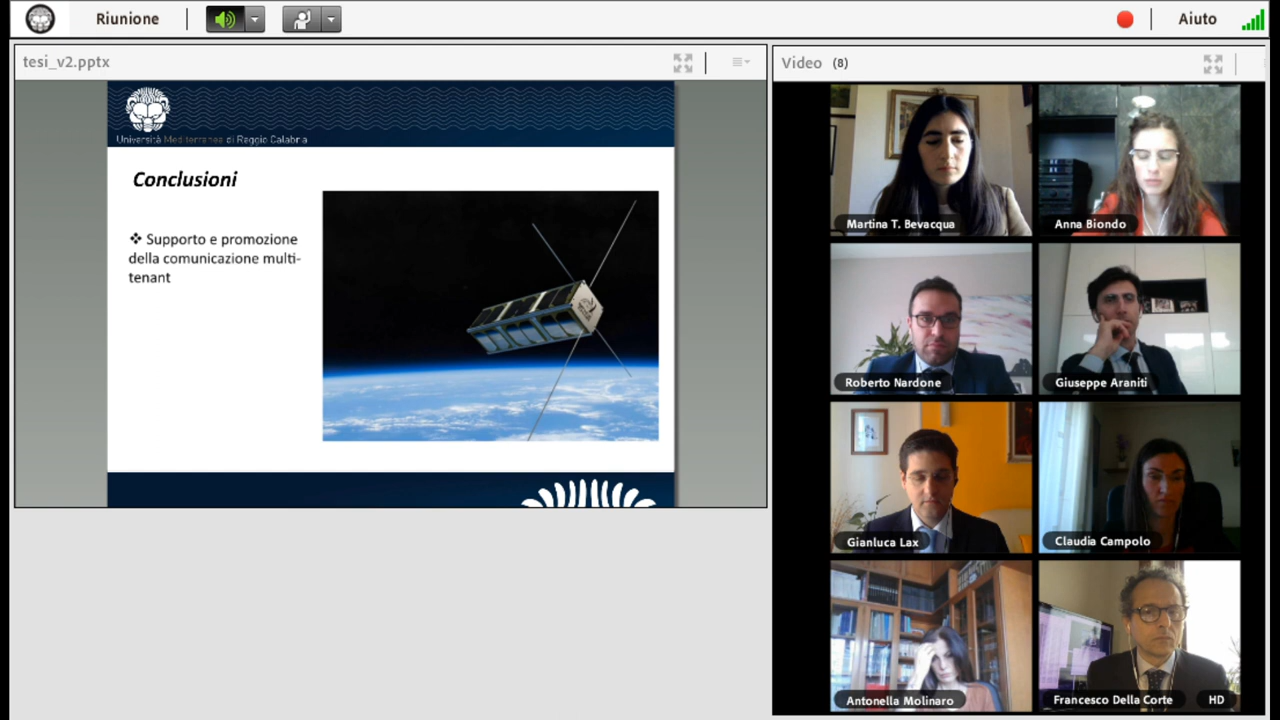 Riunione
Aiuto
tesi_v2.pptx
Video (8)
Università Mediterranea di Reggio Calabria
Conclusioni
❖ Supporto e promozione
della comunicazione multi-
tenant
Martina T. Bevacqua
Anna Biondo
Roberto Nardone
Giuseppe Araniti
Gianluca Lax
Claudia Campolo
Antonella Molinaro
Francesco Della Corte
HD